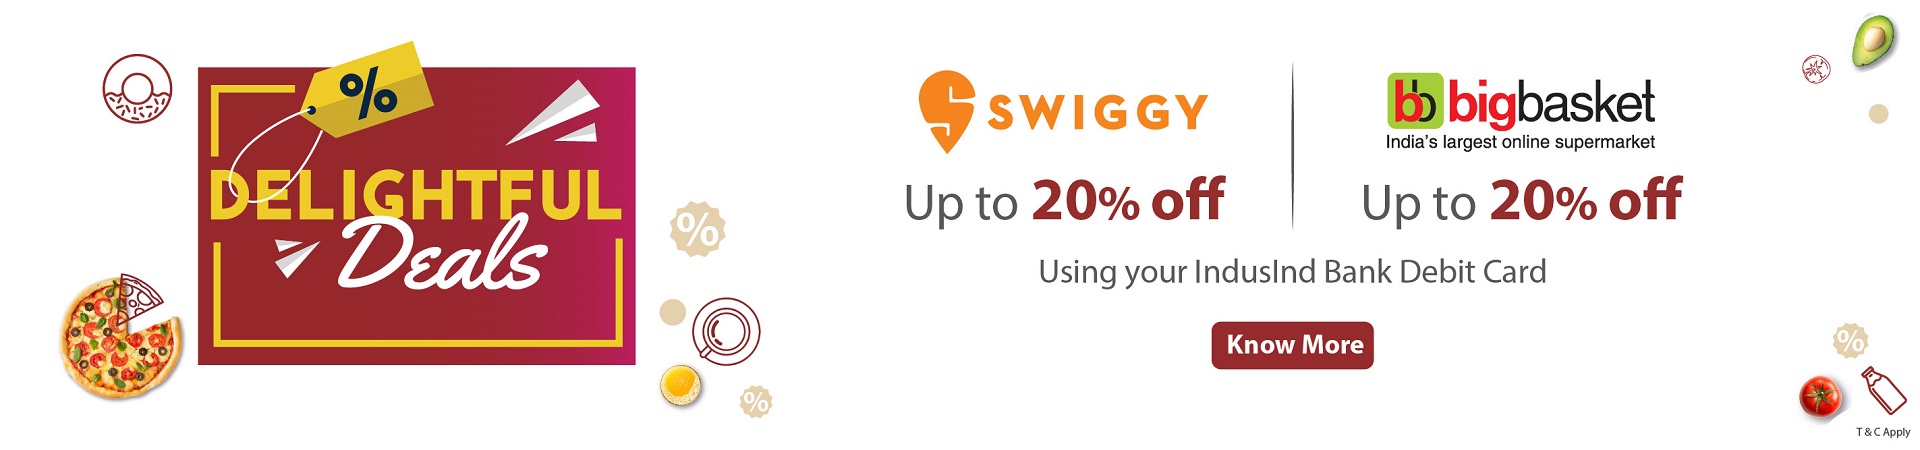 %
DELIGHTFUL
Deals
%
%
SWIGGY
Up to 20% off
bb bigbasket
India's largest online supermarket
Up to 20% off
Using your IndusInd Bank Debit Card
Know More
%
T & C Apply